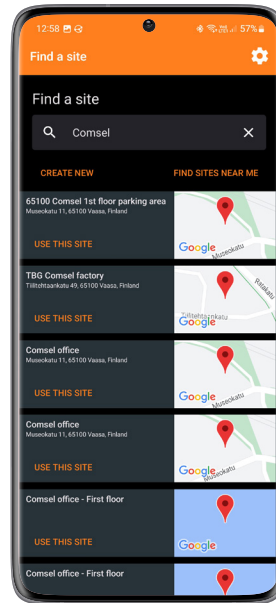 12:58
57%
Find a site
Find a site
Comsel
CREATE NEW
FIND SITES NEAR ME
65100 Comsel 1st floor parking area
Museokatu 11, 65100 Vaasa, Finland
USE THIS SITE
Google
Museokatu
TBG Comsel factory
Tiilitehtaankatu 49, 65100 Vaasa, Finland
USE THIS SITE
Ratakatu
Tiilitehtaankatu
Google
Comsel office
Museokatu 11, 65100 Vaasa, Finland
USE THIS SITE
Google
Museokatu
Comsel office
Museokatu 11, 65100 Vaasa, Finland
USE THIS SITE
Google
Museokatu
Comsel office - First floor
USE THIS SITE
Google
Comsel office - First floor